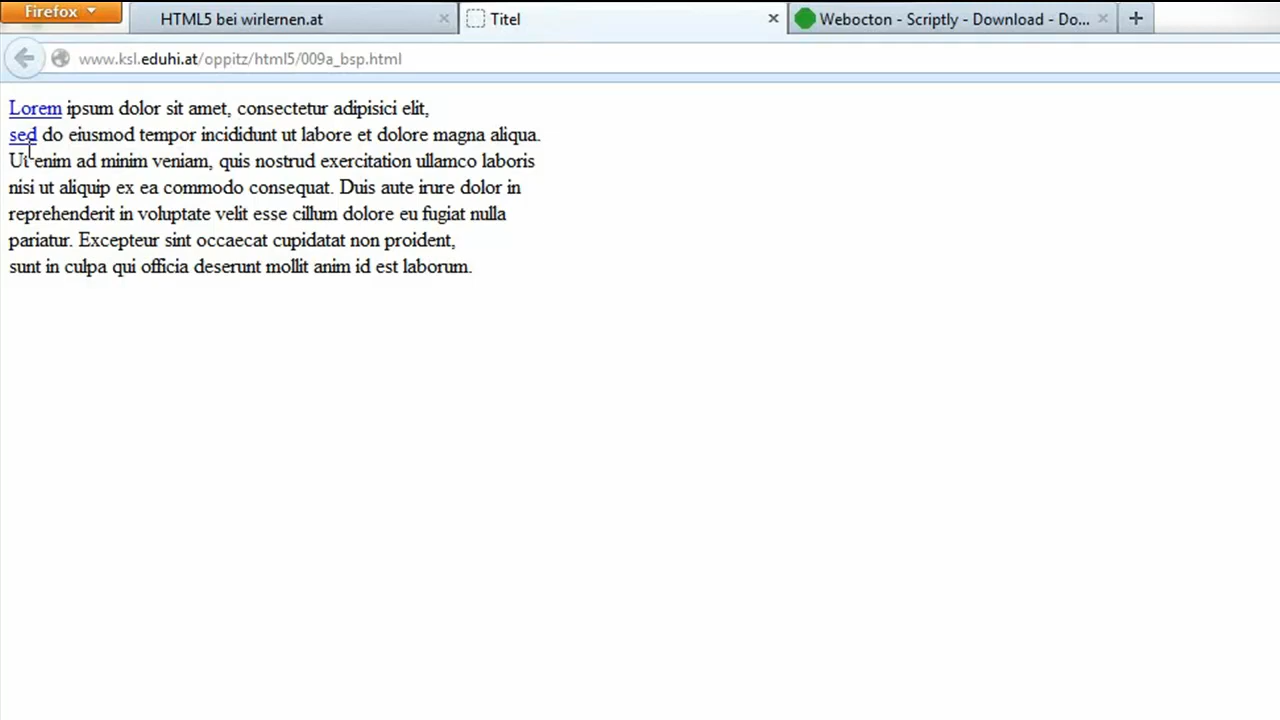 Firefox
HTML5 bei wirlernen.at
Titel
Webocton - Scriptly - Download - Do...
www.ksl.eduhi.at/oppitz/html5/009a_bsp.html
Lorem ipsum dolor sit amet, consectetur adipisici elit,
sed do eiusmod tempor incididunt ut labore et dolore magna aliqua.
Ut enim ad minim veniam, quis nostrud exercitation ullamco laboris
nisi ut aliquip ex ea commodo consequat. Duis aute irure dolor in
reprehenderit in voluptate velit esse cillum dolore eu fugiat nulla
pariatur. Excepteur sint occaecat cupidatat non proident,
sunt in culpa qui officia deserunt mollit anim id est laborum.